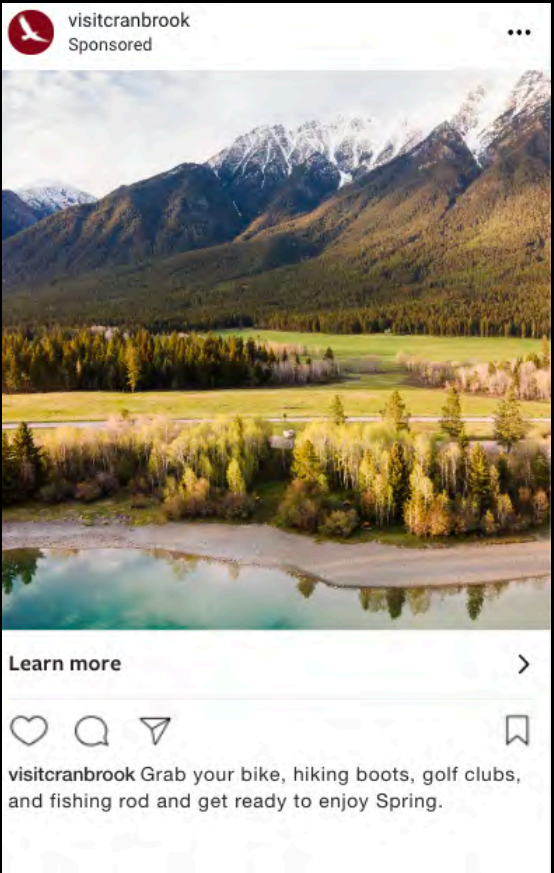 visitcranbrook
Sponsored
Learn more
visitcranbrook Grab your bike, hiking boots, golf clubs,
and fishing rod and get ready to enjoy Spring.